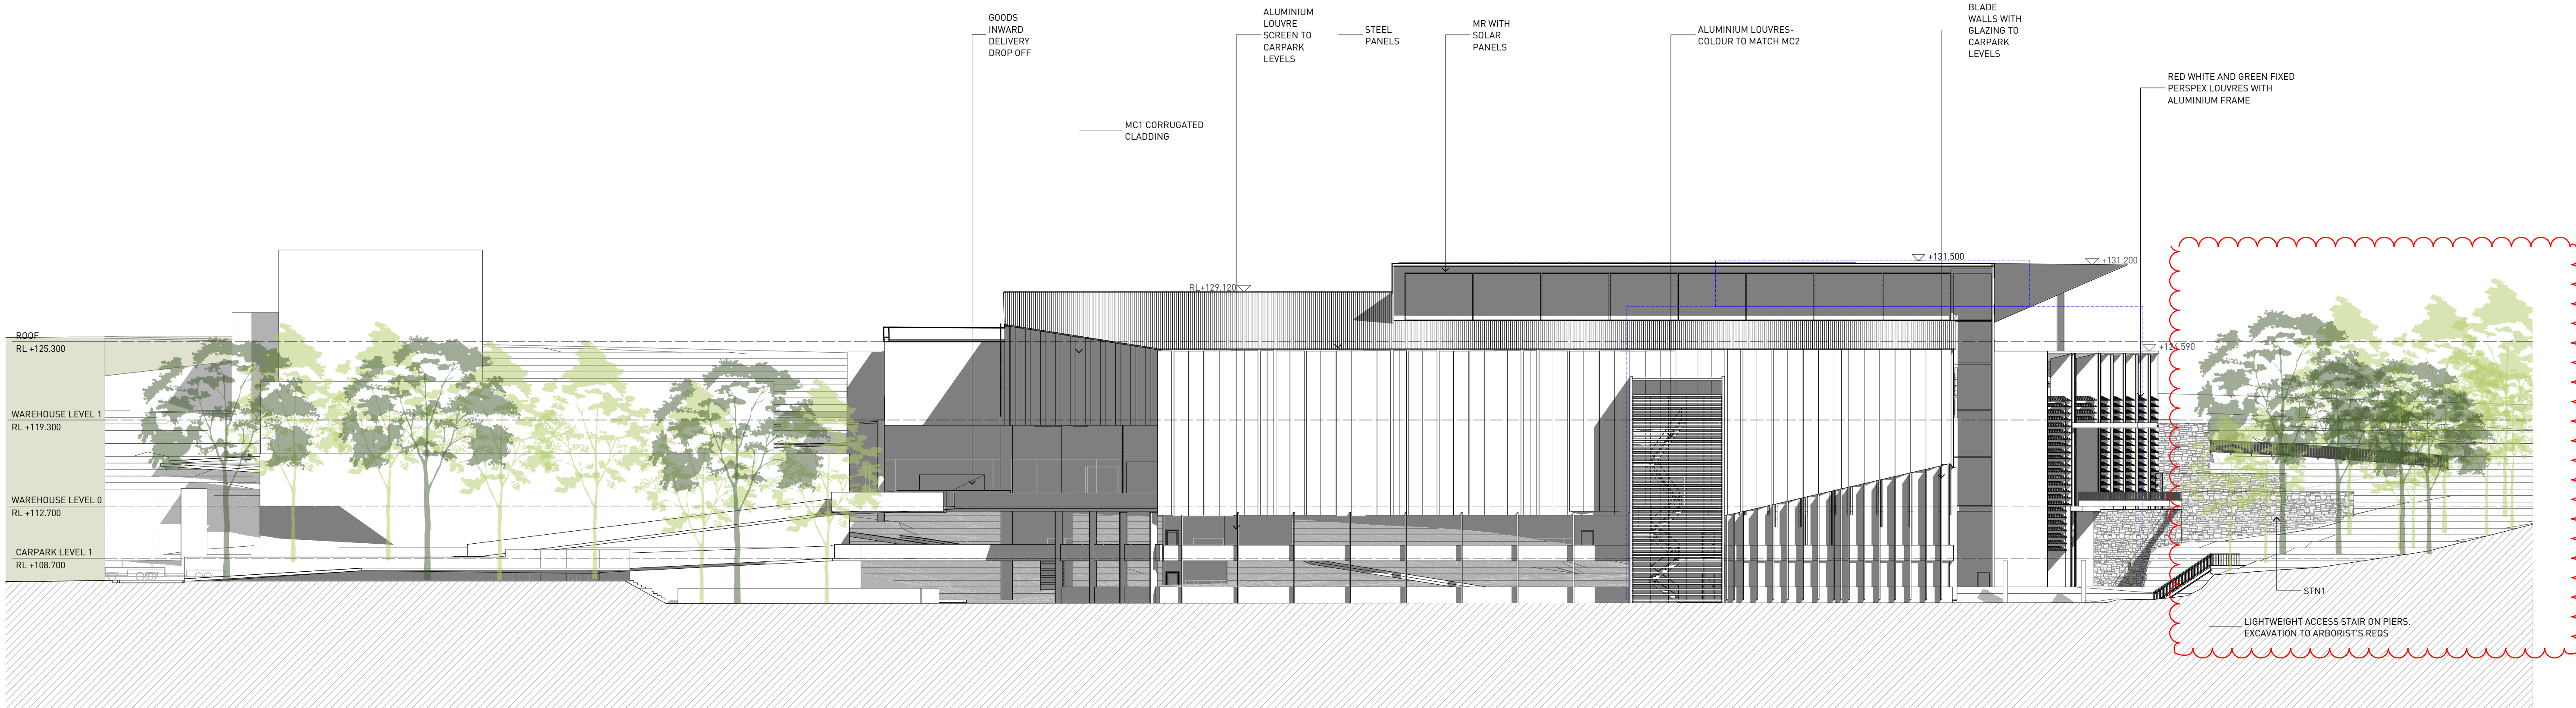 GOODS
INWARD
DELIVERY
DROP OFF
ALUMINIUM
LOUVRE
SCREEN TO
CARPARK
LEVELS
STEEL
PANELS
MR WITH
SOLAR
PANELS
ALUMINIUM LOUVRES-
COLOUR TO MATCH MC2
BLADE
WALLS WITH
GLAZING TO
CARPARK
LEVELS
RED WHITE AND GREEN FIXED
PERSPEX LOUVRES WITH
ALUMINIUM FRAME
MC1 CORRUGATED
CLADDING
+131.500
+131.200
RL+129.120
ROOF
RL +125.300
+124.590
WAREHOUSE LEVEL 1
RL +119.300
WAREHOUSE LEVEL 0
RL +112.700
CARPARK LEVEL 1
RL +108.700
STN1
LIGHTWEIGHT ACCESS STAIR ON PIERS.
EXCAVATION TO ARBORIST'S REQS